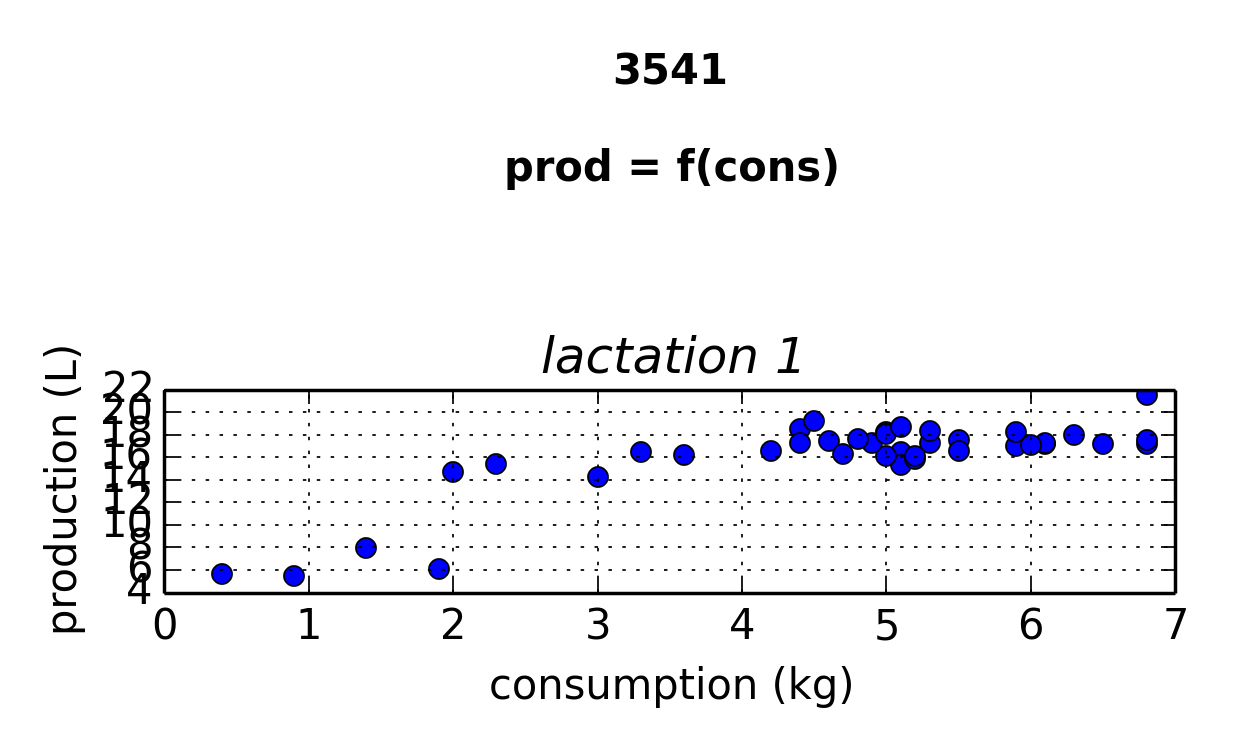 3541
prod = f(cons)
lactation 1
production (L)
22
20
18
16
14
12
10
8
6
4
0 1 2 3 4 5 6 7
consumption (kg)